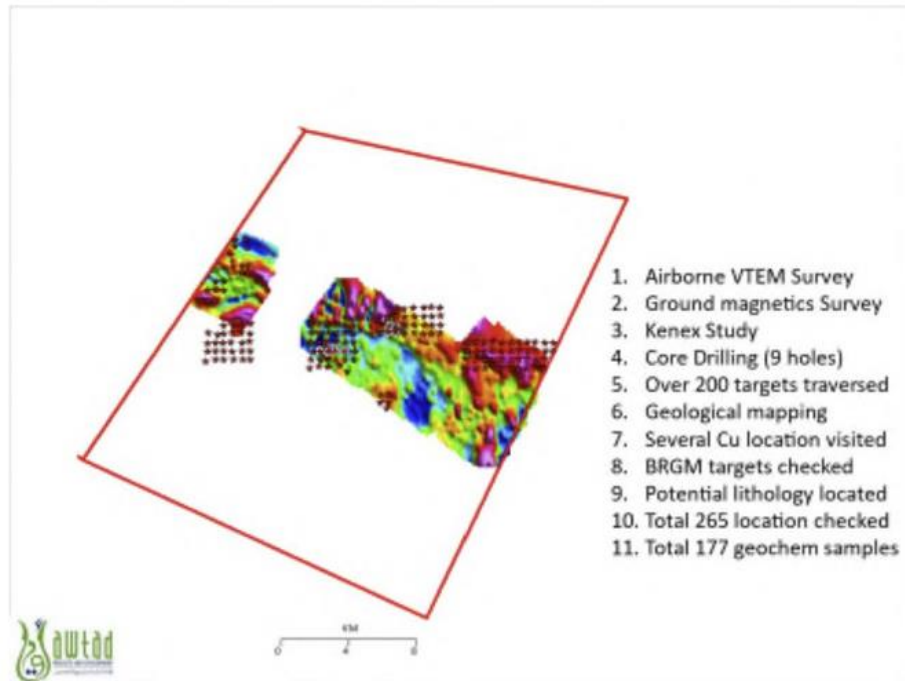 1. Airborne VTEM Survey
2. Ground magnetics Survey
3. Kenex Study
4. Core Drilling (9 holes)
5. Over 200 targets traversed
6. Geological mapping
7. Several Cu location visited
8. BRGM targets checked
9. Potential lithology located
10. Total 265 location checked
11. Total 177 geochem samples
KM
0 4 8
awtad